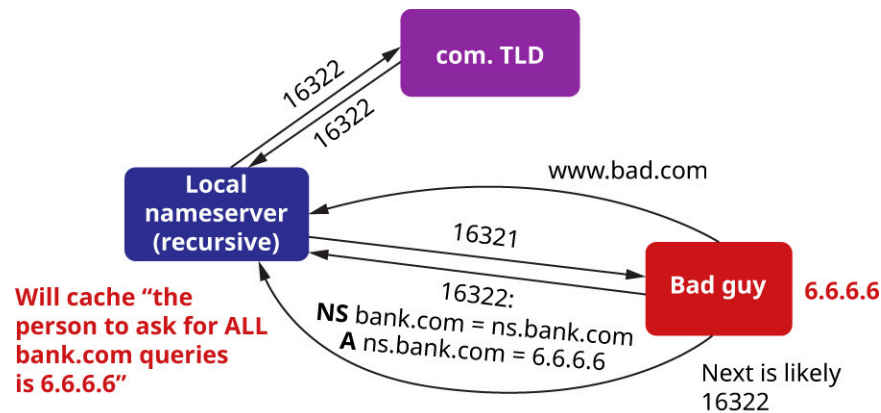 com. TLD
16322
16322
www.bad.com
Local
nameserver
(recursive)
16321
Bad guy
6.6.6.6
16322:
NS bank.com = ns.bank.com
A ns.bank.com = 6.6.6.6
Will cache “the
person to ask for ALL
bank.com queries
is 6.6.6.6”
Next is likely
16322